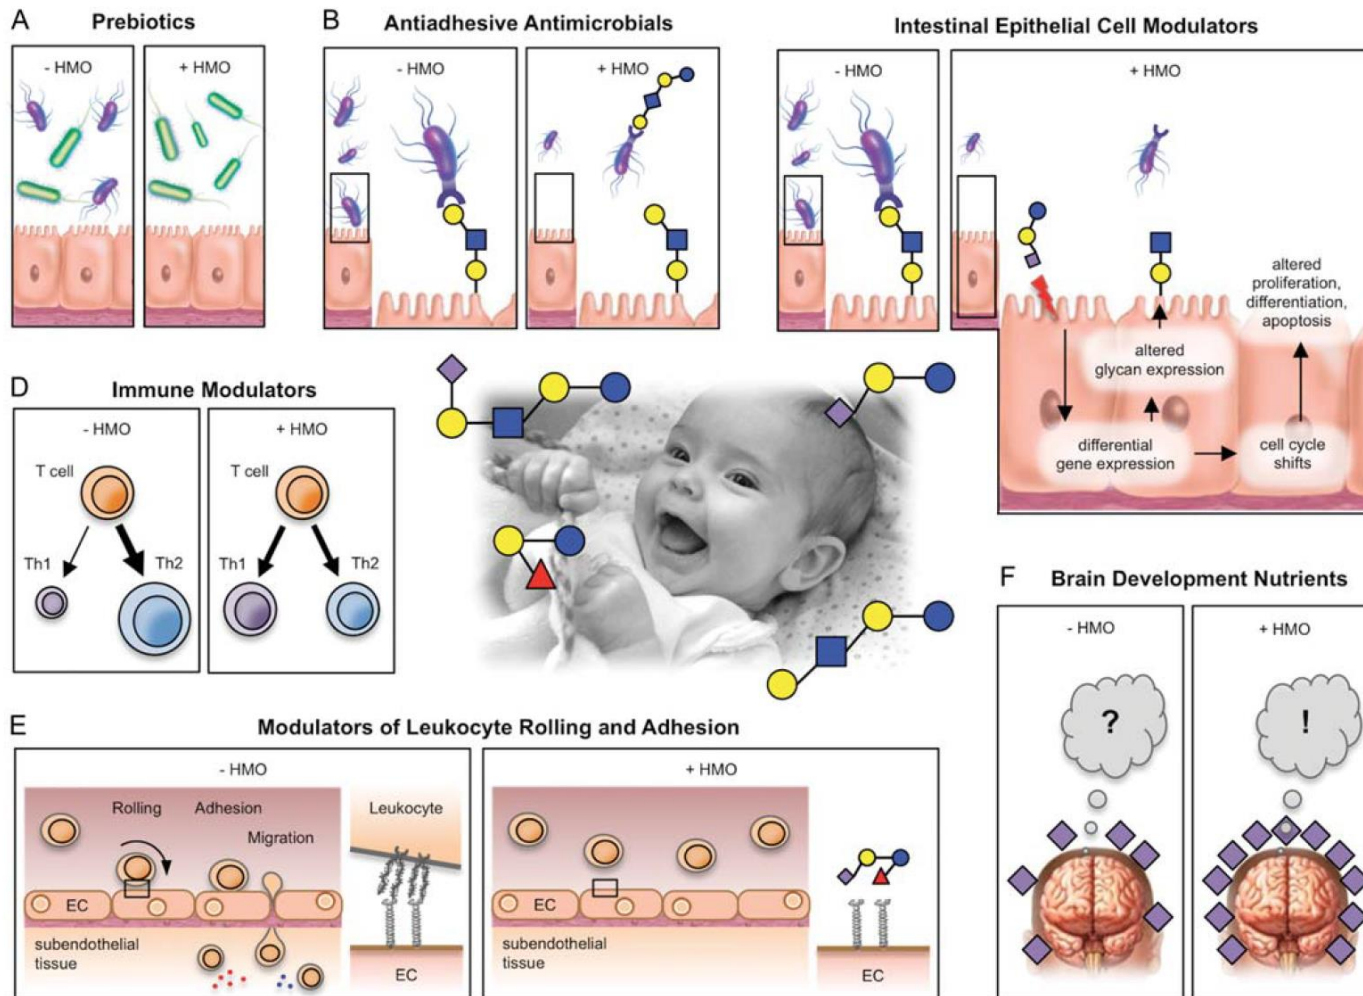 A Prebiotics
- HMO
+ HMO
B Antiadhesive Antimicrobials
- HMO
+ HMO
Intestinal Epithelial Cell Modulators
- HMO
+ HMO
altered
proliferation,
differentiation,
apoptosis
altered
glycan expression
differential
gene expression
cell cycle
shifts
D Immune Modulators
- HMO
T cell
Th1
Th2
+ HMO
T cell
Th1
Th2
E Modulators of Leukocyte Rolling and Adhesion
- HMO
Rolling
Adhesion
Migration
EC
subendothelial
tissue
Leukocyte
EC
+ HMO
EC
subendothelial
tissue
EC
F Brain Development Nutrients
- HMO
?
+ HMO
!